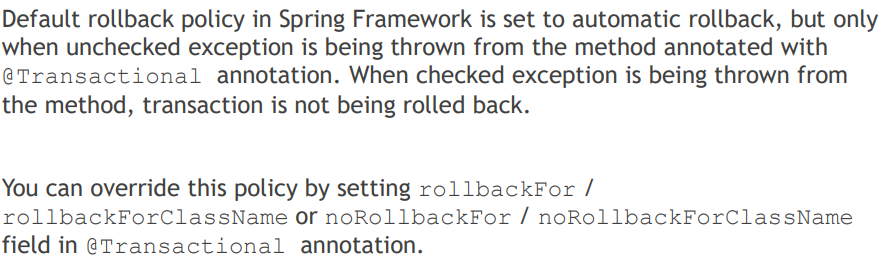 Default rollback policy in Spring Framework is set to automatic rollback, but only
when unchecked exception is being thrown from the method annotated with
@Transactional annotation. When checked exception is being thrown from
the method, transaction is not being rolled back.
You can override this policy by setting rollbackFor /
rollbackForClassName or noRollbackFor / noRollbackForClassName
field in @Transactional annotation.